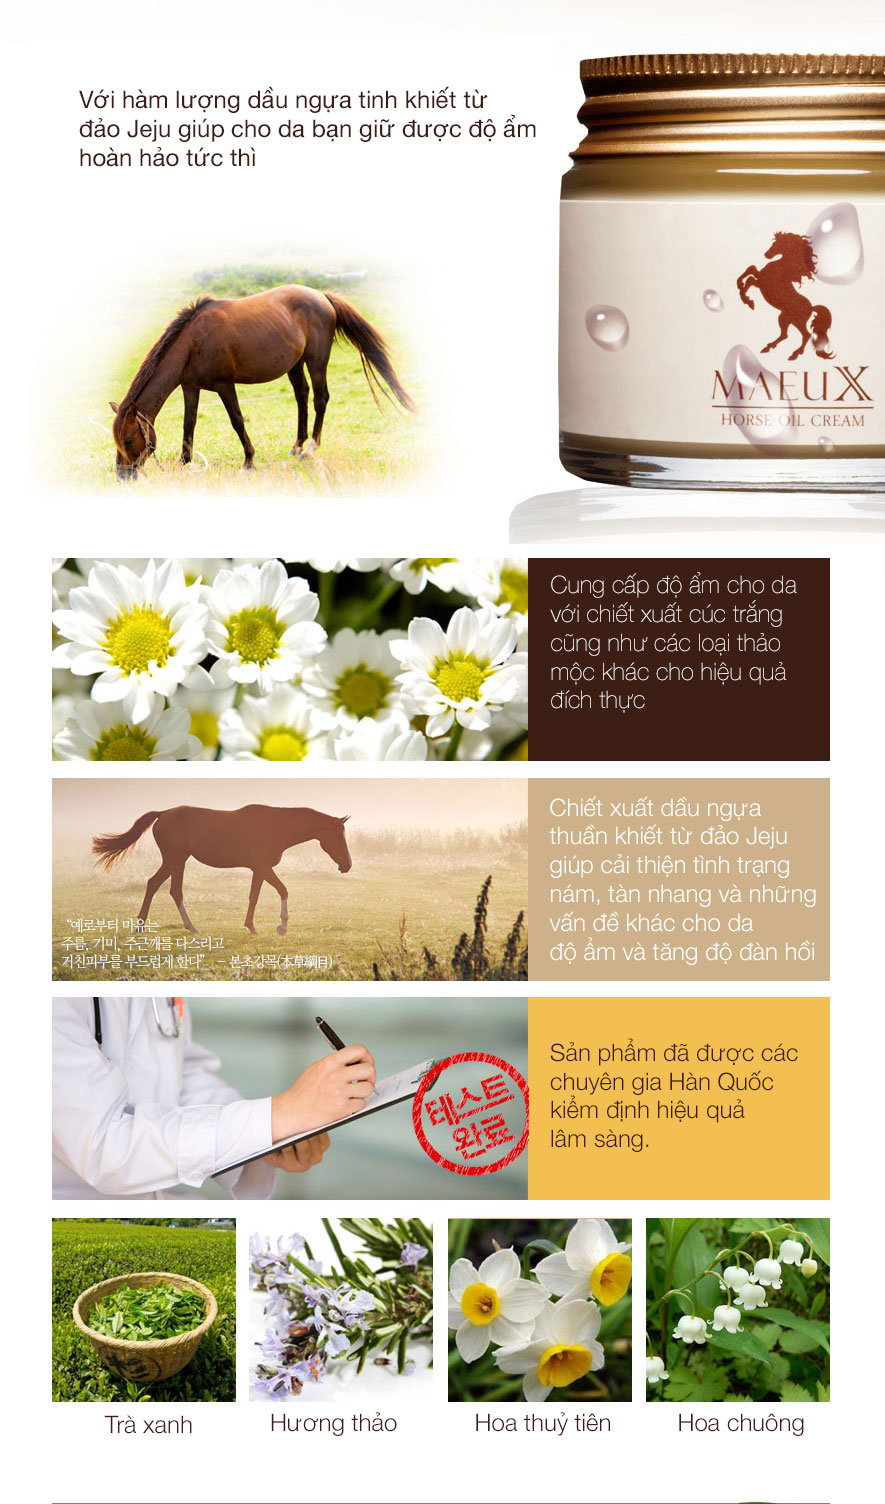 Với hàm lượng dầu ngựa tinh khiết từ
đảo Jeju giúp cho da bạn giữ được độ ẩm
hoàn hảo tức thì
MAEUX
HORSE OIL CREAM
Cung cấp độ ẩm cho da
với chiết xuất cúc trắng
cũng như các loại thảo
mộc khác cho hiệu quả
đích thực
Chiết xuất dầu ngựa
thuần khiết từ đảo Jeju
giúp cải thiện tình trạng
nám, tàn nhang và những
vấn đề khác cho da
độ ẩm và tăng độ đàn hồi
“예로부터 마유는
주름, 기미, 주근깨를 다스리고
거친피부를 부드럽게 한다” - 본초강목(本草綱目)
Sản phẩm đã được các
chuyên gia Hàn Quốc
kiểm định hiệu quả
lâm sàng.
테스트
완료
Trà xanh
Hương thảo
Hoa thuỷ tiên
Hoa chuông